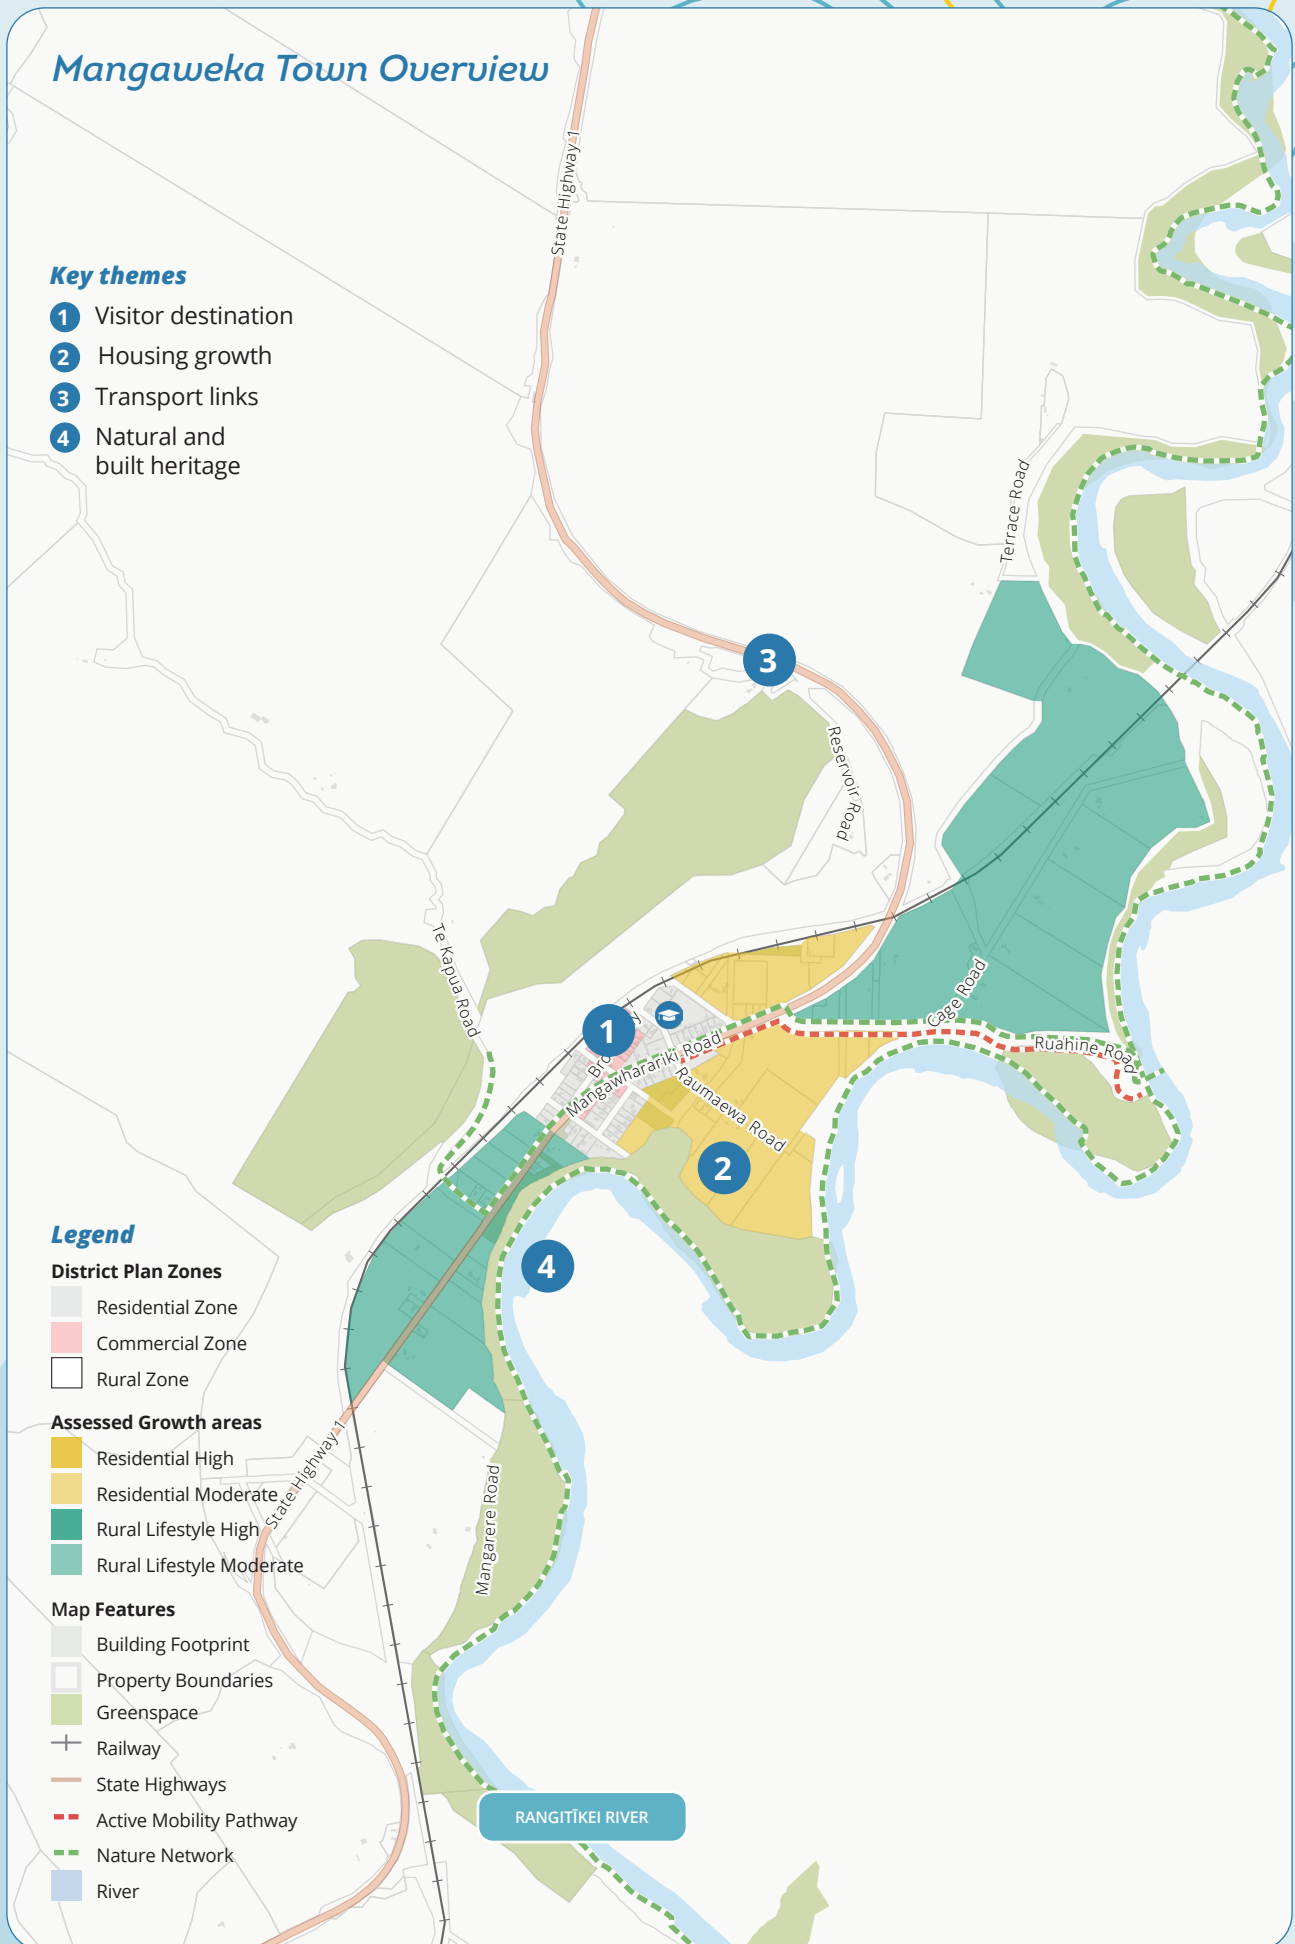 Mangaweka Town Overview
Key themes
1 Visitor destination
2 Housing growth
3 Transport links
4 Natural and
built heritage
State Highway 1
Terrace Road
3
Reservoir Road
Te Kapua Road
1
Mangawharariki Road
Raumaewa Road
Cage Road
Ruahine Road
2
4
State Highway 1
Mangarere Road
RANGITĪKEI RIVER
Legend
District Plan Zones
Residential Zone
Commercial Zone
Rural Zone
Assessed Growth areas
Residential High
Residential Moderate
Rural Lifestyle High
Rural Lifestyle Moderate
Map Features
Building Footprint
Property Boundaries
Greenspace
Railway
State Highways
Active Mobility Pathway
Nature Network
River